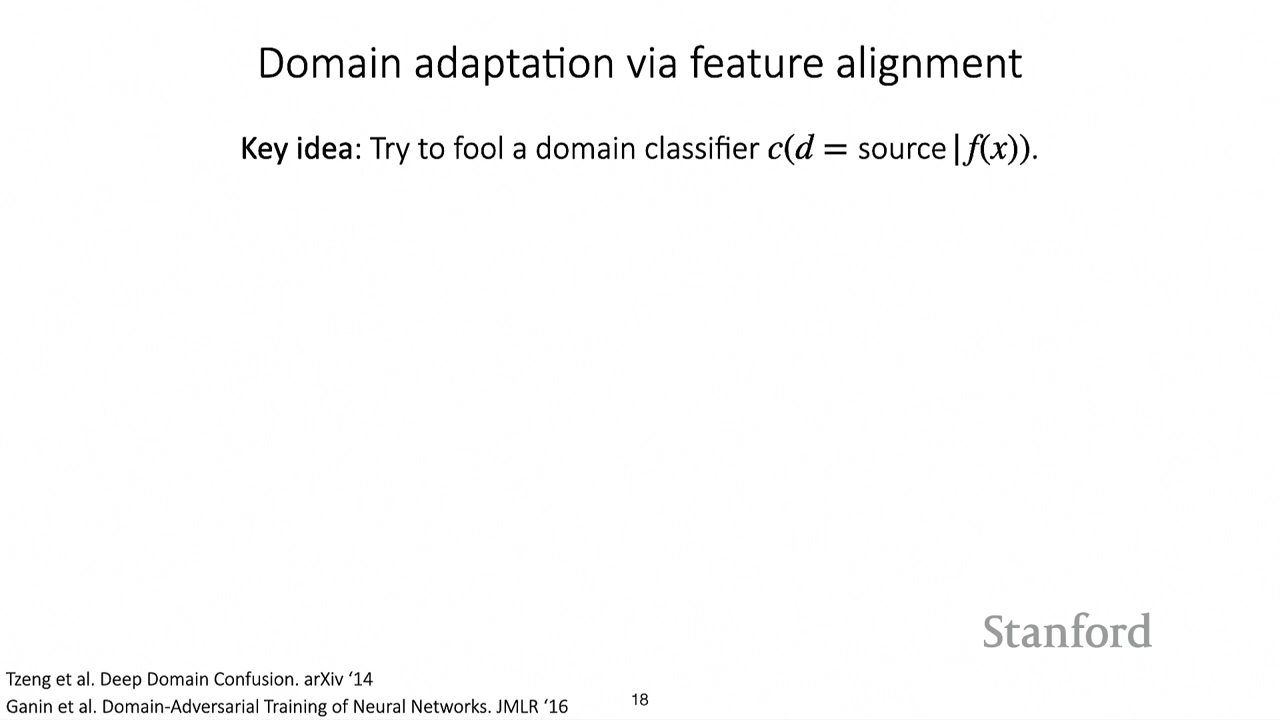 Domain adaptation via feature alignment
Key idea: Try to fool a domain classifier c(d = source | f(x)).
Stanford
Tzeng et al. Deep Domain Confusion. arXiv ‘14
Ganin et al. Domain-Adversarial Training of Neural Networks. JMLR ‘16
18